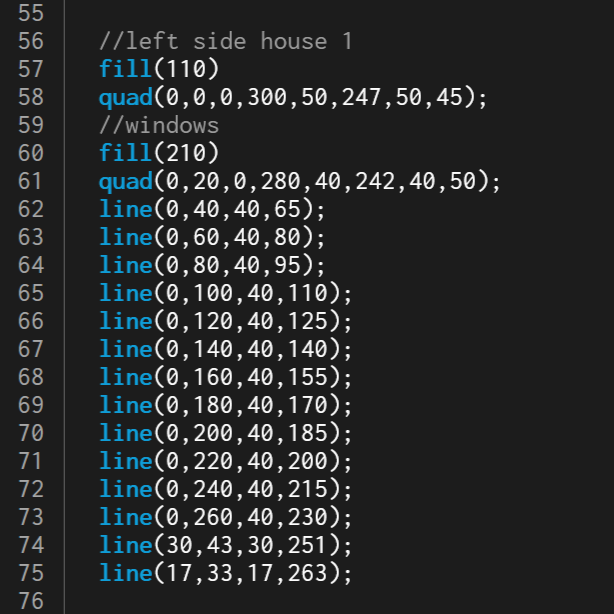 55
56 //left side house 1
57 fill(110)
58 quad(0,0,0,300,50,247,50,45);
59 //windows
60 fill(210)
61 quad(0,20,0,280,40,242,40,50);
62 line(0,40,40,65);
63 line(0,60,40,80);
64 line(0,80,40,95);
65 line(0,100,40,110);
66 line(0,120,40,125);
67 line(0,140,40,140);
68 line(0,160,40,155);
69 line(0,180,40,170);
70 line(0,200,40,185);
71 line(0,220,40,200);
72 line(0,240,40,215);
73 line(0,260,40,230);
74 line(30,43,30,251);
75 line(17,33,17,263);
76